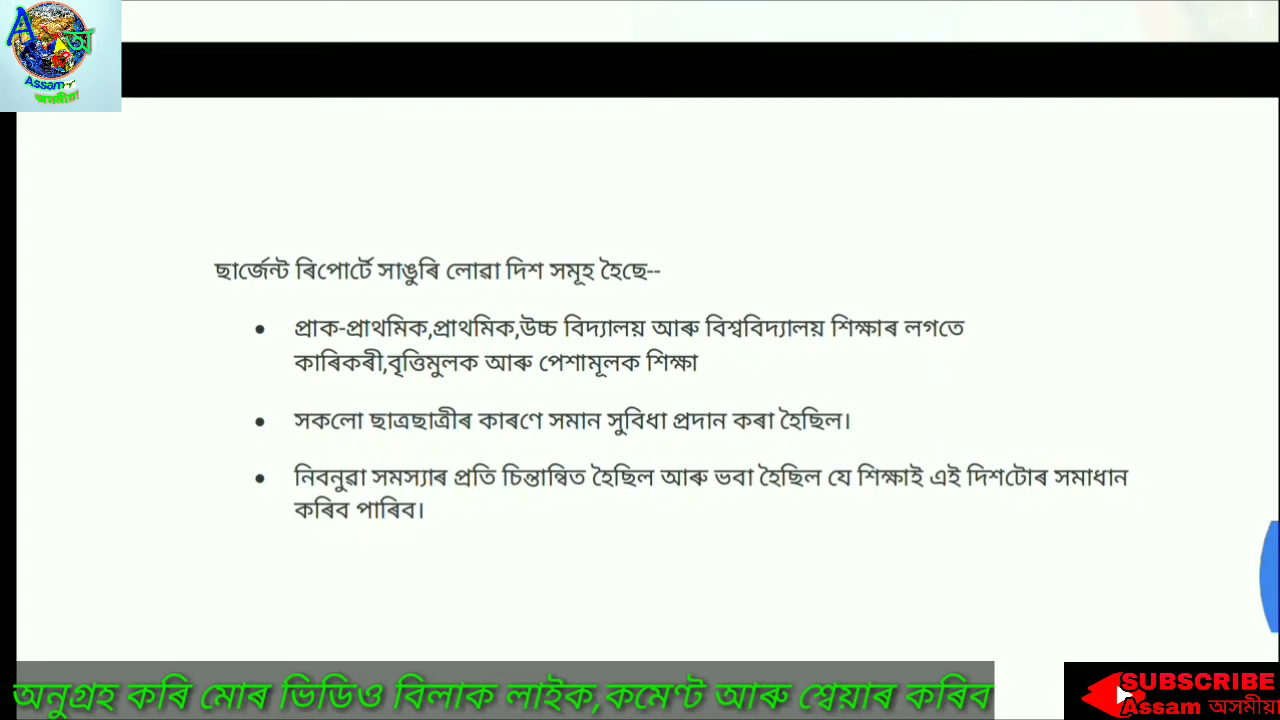 A অ
Assam
অসমীয়া
ছাৰ্জেন্ট ৰিপোৰ্টে সাঙুৰি লোৱা দিশ সমূহ হৈছে--
• প্ৰাক-প্ৰাথমিক,প্ৰাথমিক,উচ্চ বিদ্যালয় আৰু বিশ্ববিদ্যালয় শিক্ষাৰ লগতে
কাৰিকৰী,বৃত্তিমুলক আৰু পেশামূলক শিক্ষা
• সকলো ছাত্ৰছাত্ৰীৰ কাৰণে সমান সুবিধা প্ৰদান কৰা হৈছিল।
• নিবনুৱা সমস্যাৰ প্ৰতি চিন্তান্বিত হৈছিল আৰু ভবা হৈছিল যে শিক্ষাই এই দিশটোৰ সমাধান
কৰিব পাৰিব।
অনুগ্ৰহ কৰি মোৰ ভিডিও বিলাক লাইক,কমেণ্ট আৰু শ্বেয়াৰ কৰিব
SUBSCRIBE
Assam অসমীয়া